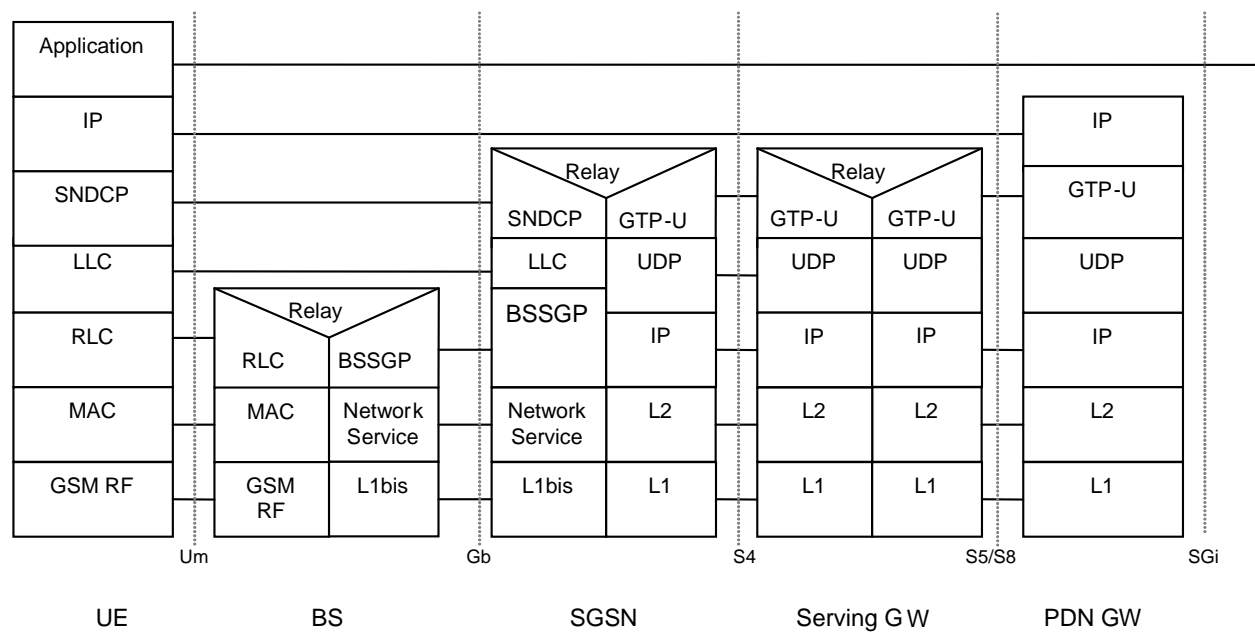 Application
IP
IP
Relay
Relay
SNDCP
GTP-U
SNDCP
GTP-U
GTP-U
GTP-U
LLC
LLC
UDP
UDP
UDP
UDP
Relay
BSSGP
RLC
RLC
BSSGP
IP
IP
IP
IP
MAC
MAC
Network
Service
Network
Service
L2
L2
L2
L2
GSM RF
GSM
RF
L1bis
L1bis
L1
L1
L1
L1
Um
Gb
S4
S5/S8
SGi
UE
BS
SGSN
Serving GW
PDN GW